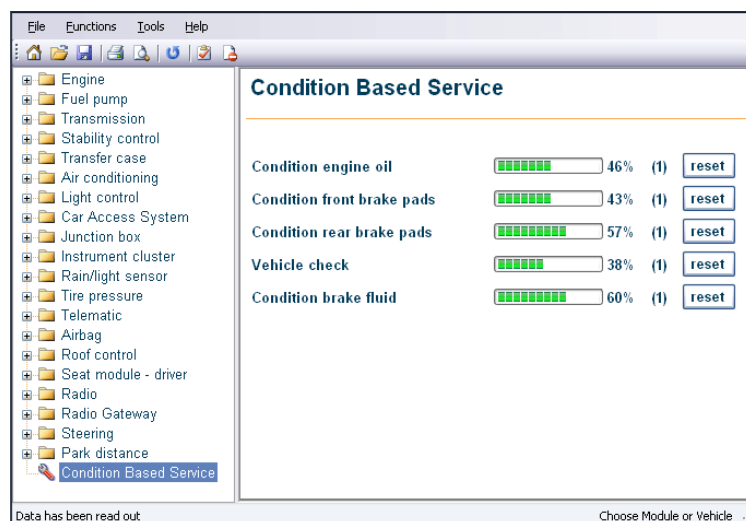 File Functions Tools Help
Engine
Fuel pump
Transmission
Stability control
Transfer case
Air conditioning
Light control
Car Access System
Junction box
Instrument cluster
Rain/light sensor
Tire pressure
Telematic
Airbag
Roof control
Seat module - driver
Radio
Radio Gateway
Steering
Park distance
Condition Based Service
Condition Based Service
Condition engine oil 46% (1) reset
Condition front brake pads 43% (1) reset
Condition rear brake pads 57% (1) reset
Vehicle check 38% (1) reset
Condition brake fluid 60% (1) reset
Data has been read out Choose Module or Vehicle